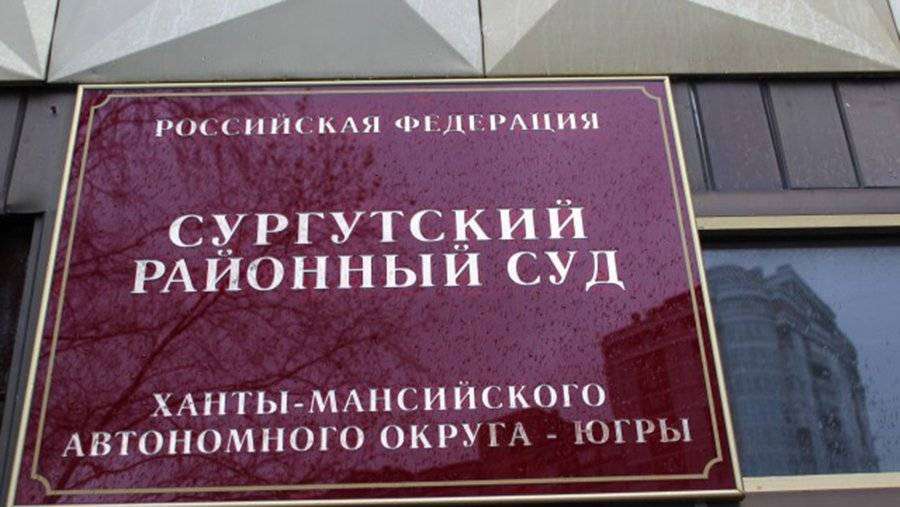 РОССИЙСКАЯ ФЕДЕРАЦИЯ
СУРГУТСКИЙ
РАЙОННЫЙ СУД
ХАНТЫ-МАНСИЙСКОГО
АВТОНОМНОГО ОКРУГА - ЮГРЫ